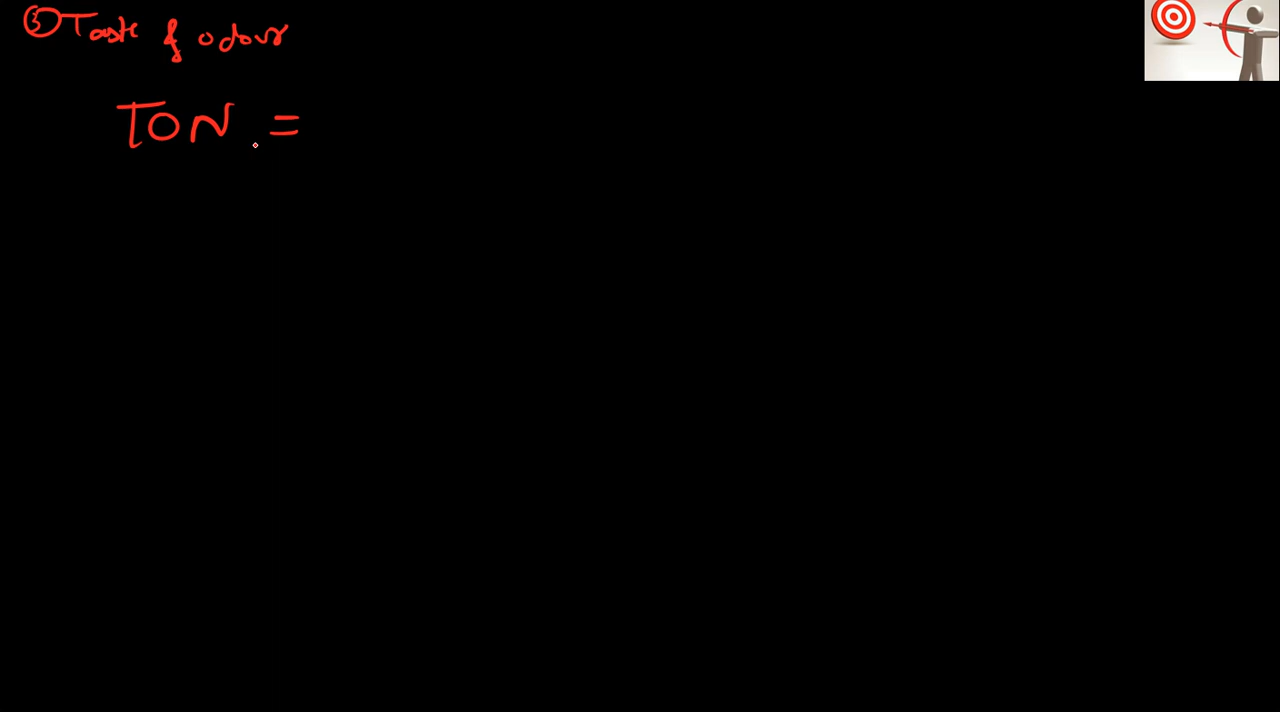 ③ Taste & odour
TON =